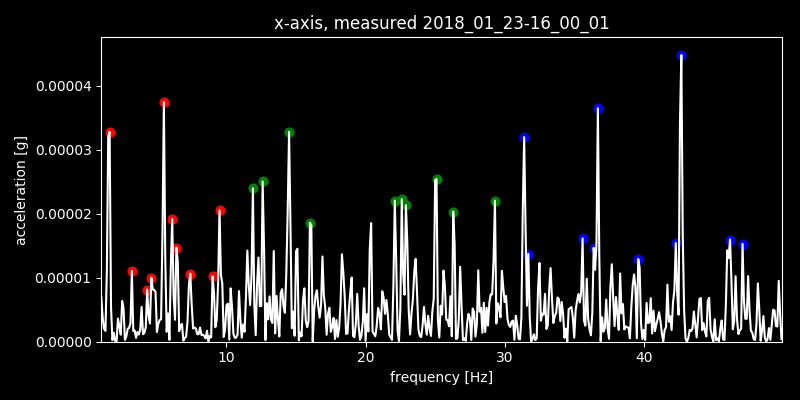 x-axis, measured 2018_01_23-16_00_01
acceleration [g]
0.00004
0.00003
0.00002
0.00001
0.00000
10 20 30 40
frequency [Hz]